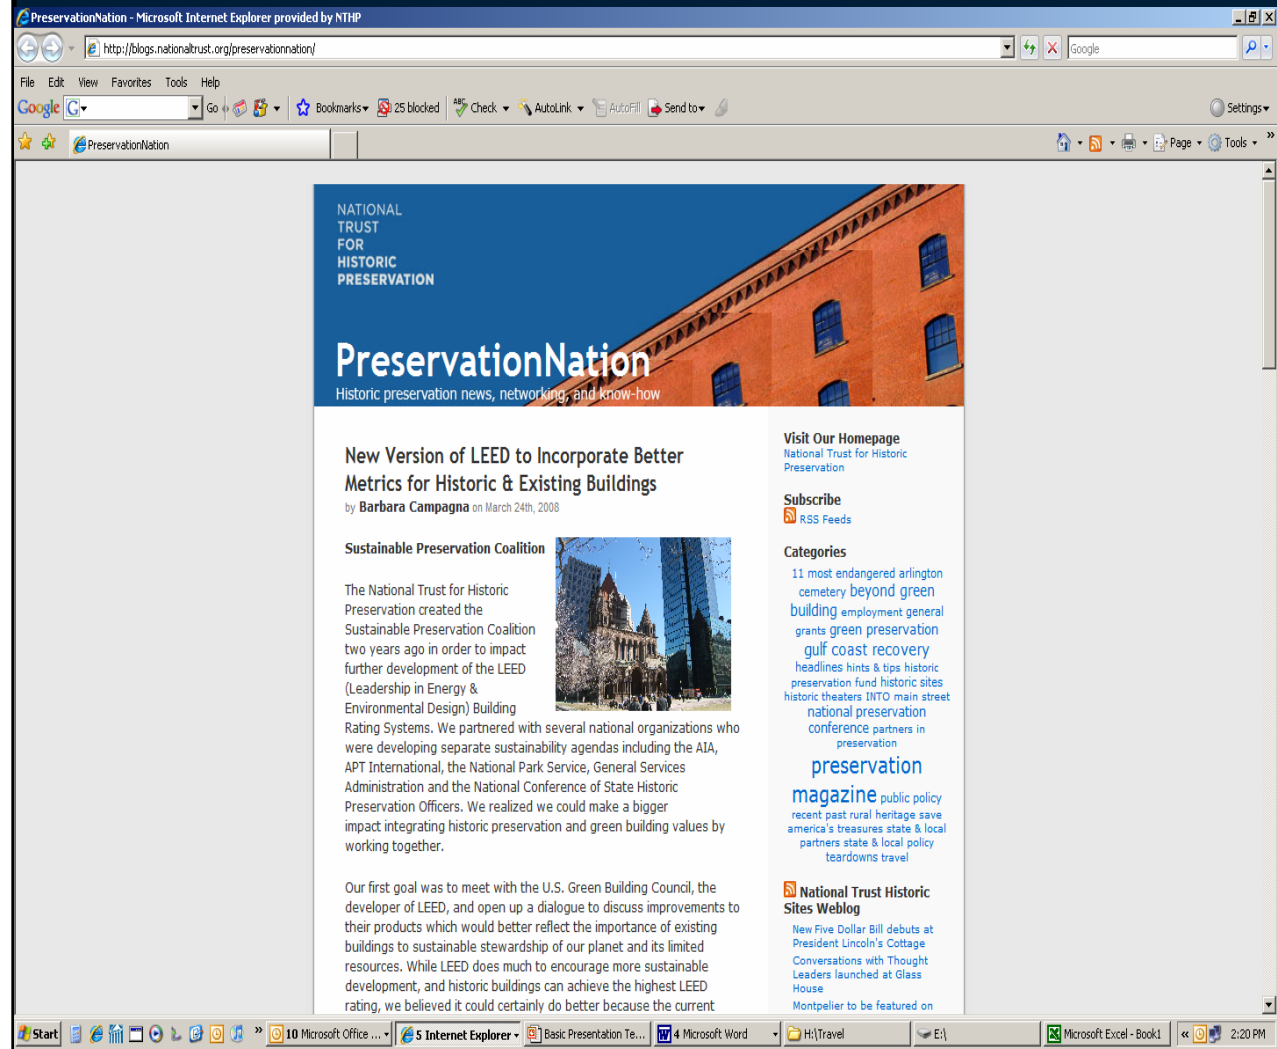 PreservationNation - Microsoft Internet Explorer provided by NTHP
http://blogs.nationaltrust.org/preservationnation/
Google
File Edit View Favorites Tools Help
Google G Go Bookmarks 25 blocked ABC Check AutoLink AutoFill Send to Settings
PreservationNation
Page Tools »
NATIONAL
TRUST
FOR
HISTORIC
PRESERVATION
PreservationNation
Historic preservation news, networking, and know-how
New Version of LEED to Incorporate Better
Metrics for Historic & Existing Buildings
by Barbara Campagna on March 24th, 2008
Sustainable Preservation Coalition
The National Trust for Historic
Preservation created the
Sustainable Preservation Coalition
two years ago in order to impact
further development of the LEED
(Leadership in Energy &
Environmental Design) Building
Rating Systems. We partnered with several national organizations who
were developing separate sustainability agendas including the AIA,
APT International, the National Park Service, General Services
Administration and the National Conference of State Historic
Preservation Officers. We realized we could make a bigger
impact integrating historic preservation and green building values by
working together.
Our first goal was to meet with the U.S. Green Building Council, the
developer of LEED, and open up a dialogue to discuss improvements to
their products which would better reflect the importance of existing
buildings to sustainable stewardship of our planet and its limited
resources. While LEED does much to encourage more sustainable
development, and historic buildings can achieve the highest LEED
rating, we believed it could certainly do better because the current
Visit Our Homepage
National Trust for Historic
Preservation
Subscribe
RSS Feeds
Categories
11 most endangered arlington
cemetery beyond green
building employment general
grants green preservation
gulf coast recovery
headlines hints & tips historic
preservation fund historic sites
historic theaters INTO main street
national preservation
conference partners in
preservation
preservation
magazine public policy
recent past rural heritage save
america's treasures state & local
partners state & local policy
teardowns travel
National Trust Historic
Sites Weblog
New Five Dollar Bill debuts at
President Lincoln's Cottage
Conversations with Thought
Leaders launched at Glass
House
Montpelier to be featured on
Start » 10 Microsoft Office ... 5 Internet Explorer Basic Presentation Te... 4 Microsoft Word H:\Travel E:\ Microsoft Excel - Book1 « 2:20 PM